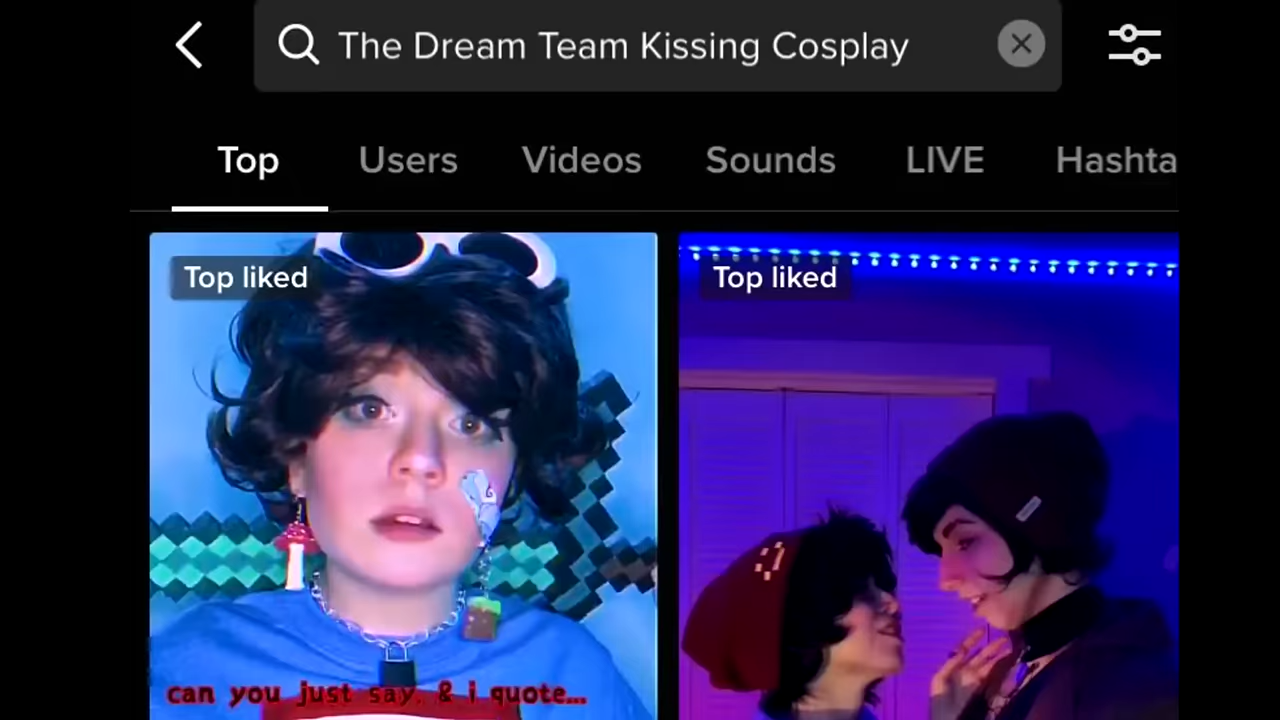 The Dream Team Kissing Cosplay
Top Users Videos Sounds LIVE Hashta
Top liked
Top liked
can you just say, & i quote...